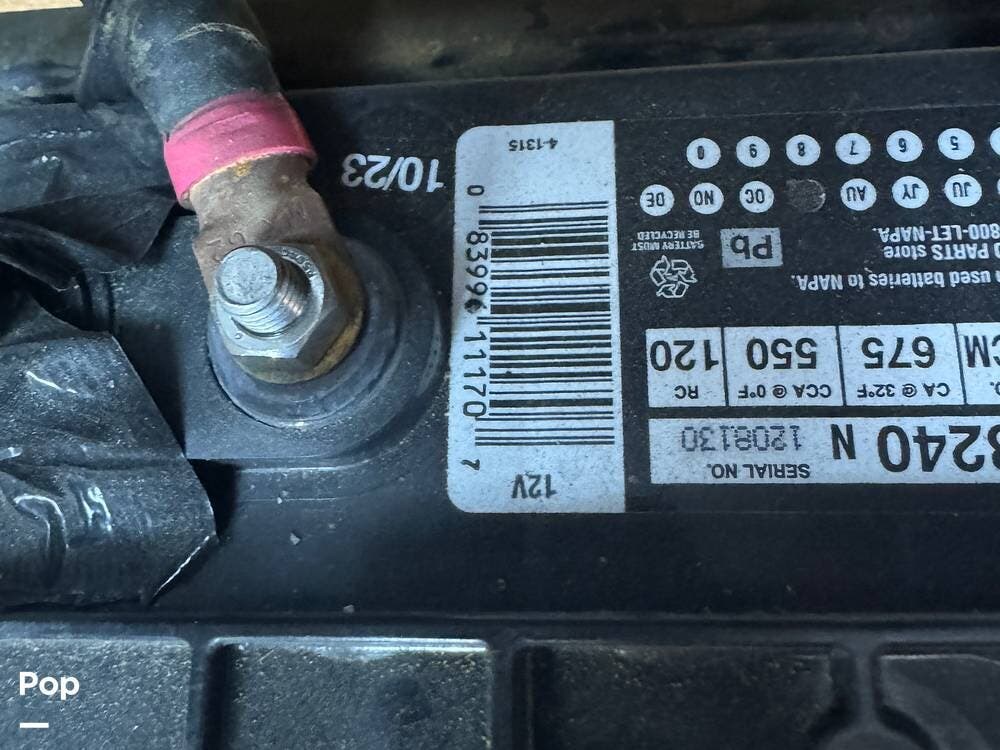 SERIAL NO.
240 N 1208130
CA @ 32°F
675
CCA @ 0°F
550
RC
120
used batteries to NAPA.
PARTS store
800-LET-NAPA.
Pb
BATTERY MUST
BE RECYCLED
JU JY AU OC NO DE
5 6 7 8 9 0
12V
0 83996 11170 7
4-1315
10/23
Pop